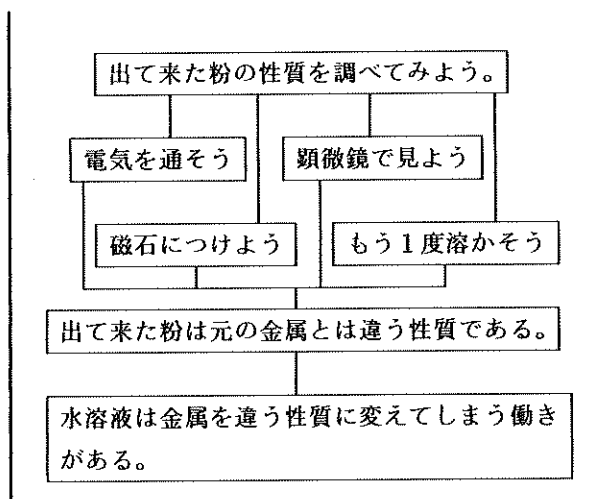 出て来た粉の性質を調べてみよう。
電気を通そう
顕微鏡で見よう
磁石につけよう
もう1度溶かそう
出て来た粉は元の金属とは違う性質である。
水溶液は金属を違う性質に変えてしまう働き
がある。